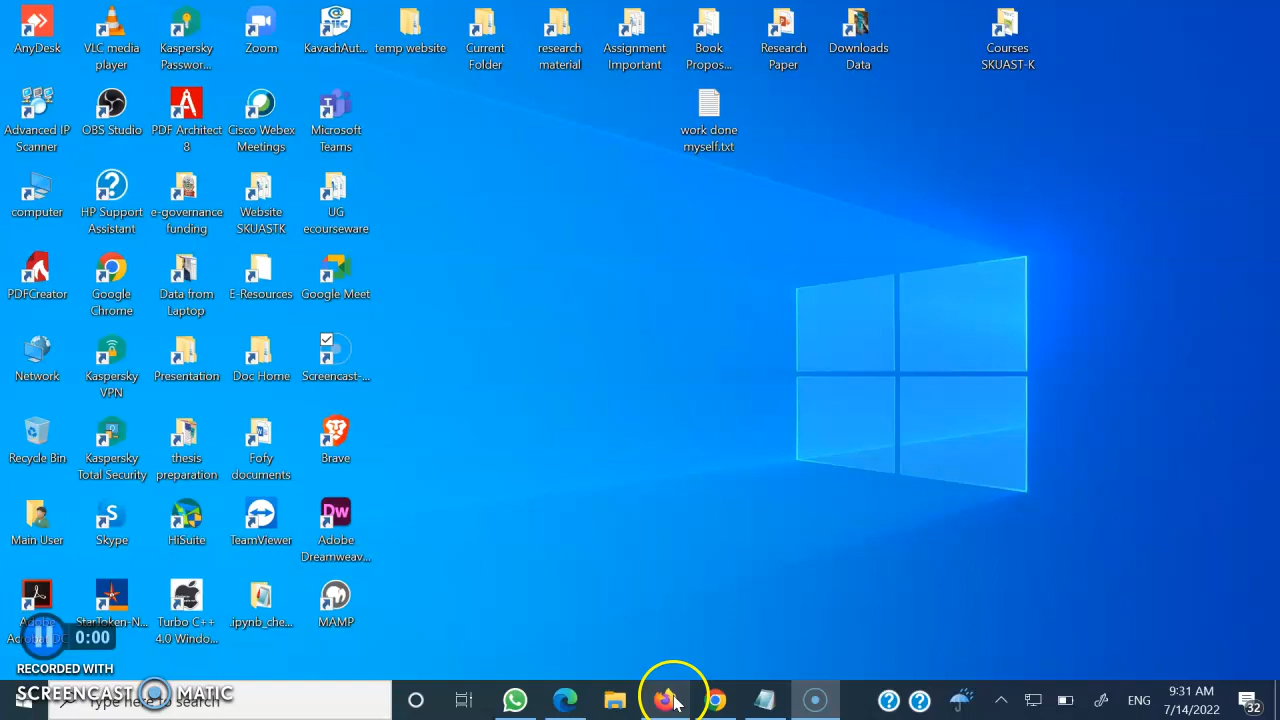 AnyDesk
VLC media
player
Kaspersky
Passwor...
Zoom
KavachAut...
temp website
Current
Folder
research
material
Assignment
Important
Book
Propos...
Research
Paper
Downloads
Data
Courses
SKUAST-K
Advanced IP
Scanner
OBS Studio
PDF Architect
8
Cisco Webex
Meetings
Microsoft
Teams
work done
myself.txt
computer
HP Support
Assistant
e-governance
funding
Website
SKUASTK
UG
ecourseware
PDFCreator
Google
Chrome
Data from
Laptop
E-Resources
Google Meet
Network
Kaspersky
VPN
Presentation
Doc Home
Screencast-...
Recycle Bin
Kaspersky
Total Security
thesis
preparation
Fofy
documents
Brave
Main User
Skype
HiSuite
TeamViewer
Dw
Adobe
Dreamweav...
StarToken-N...
Turbo C++
4.0 Windo...
.ipynb_che...
MAMP
0:00
RECORDED WITH
SCREENCAST MATIC
Type here to search
ENG
9:31 AM
7/14/2022
32